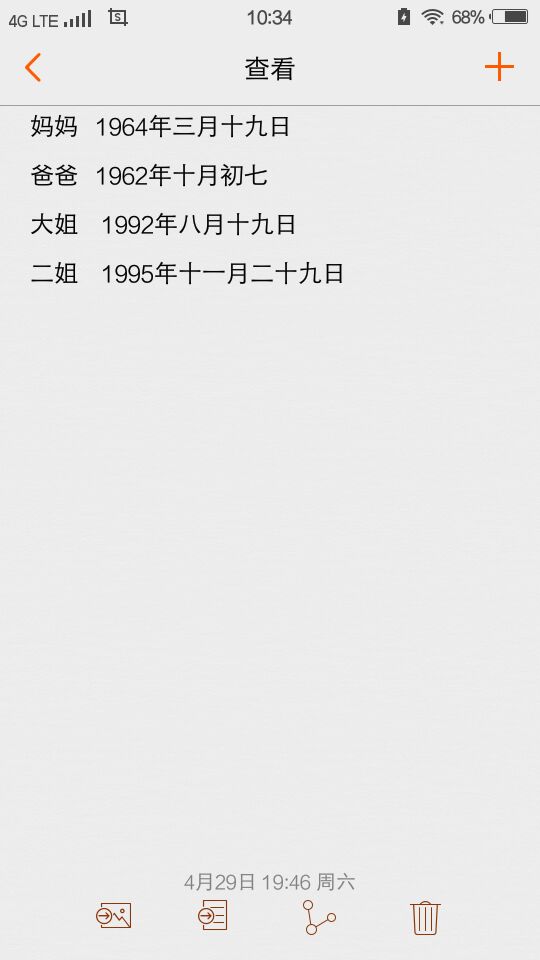 4G LTE 10:34 68%
查看
妈妈 1964年三月十九日
爸爸 1962年十月初七
大姐 1992年八月十九日
二姐 1995年十一月二十九日
4月29日 19:46 周六